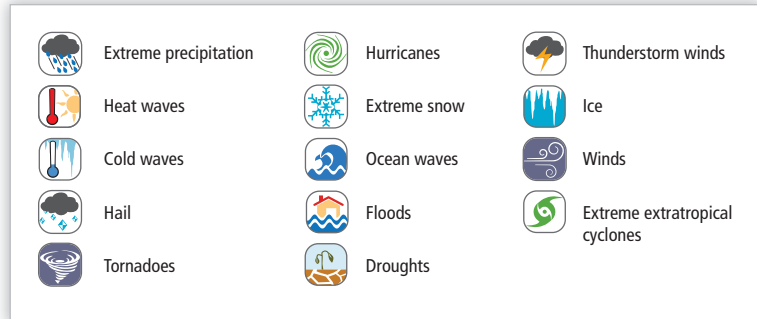 Extreme precipitation
Heat waves
Cold waves
Hail
Tornadoes
Hurricanes
Extreme snow
Ocean waves
Floods
Droughts
Thunderstorm winds
Ice
Winds
Extreme extratropical
cyclones